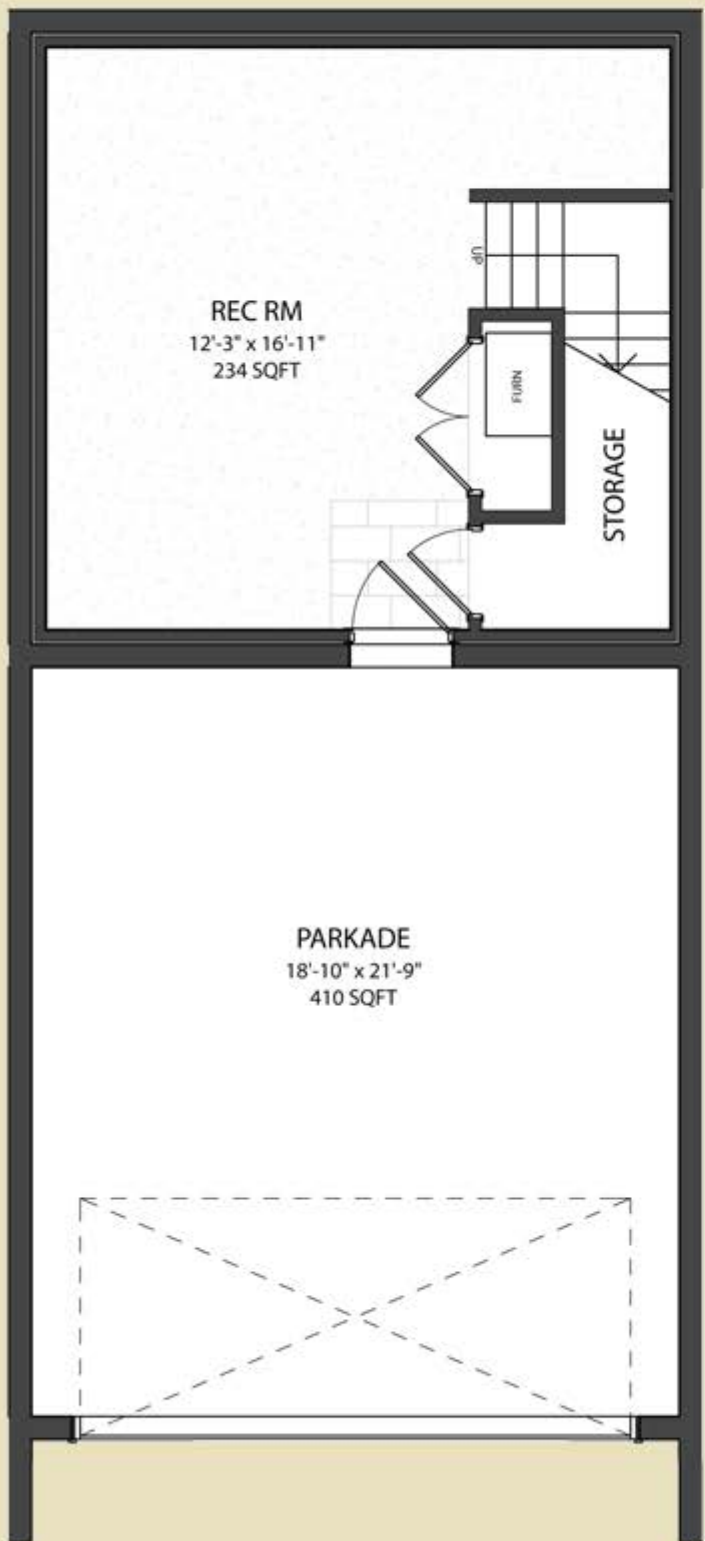 UP
REC RM
12'-3" x 16'-11"
234 SQFT
FURN
STORAGE
PARKADE
18'-10" x 21'-9"
410 SQFT